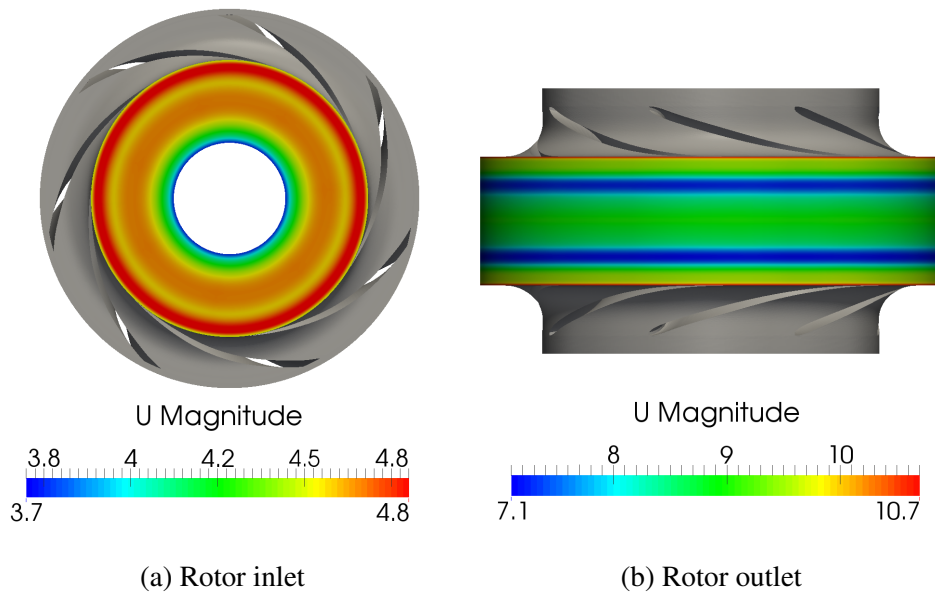 U Magnitude
3.8 4 4.2 4.5 4.8
3.7 4.8
(a) Rotor inlet
U Magnitude
8 9 10
7.1 10.7
(b) Rotor outlet